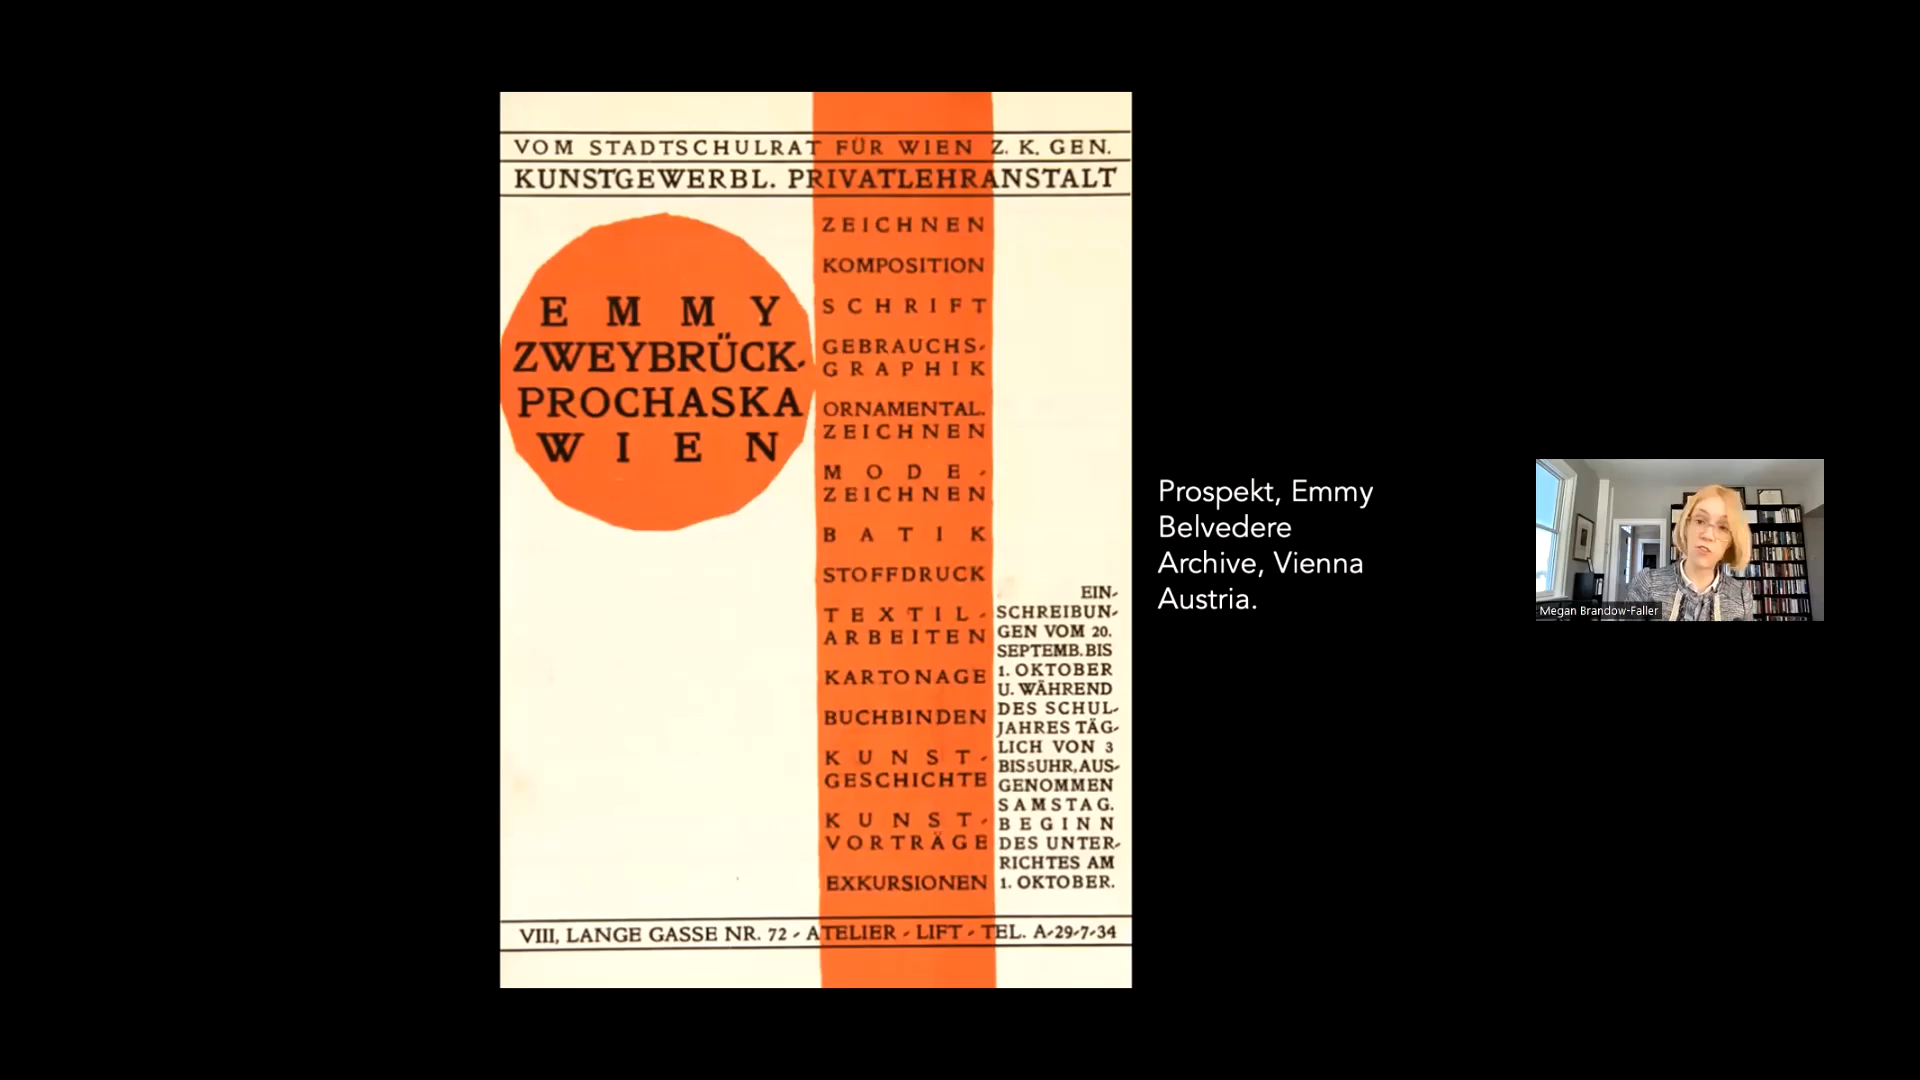 VOM STADTSCHULRAT FÜR WIEN Z. K. GEN.
KUNSTGEWERBL. PRIVATLEHRANSTALT
EMMY
ZWEYBRÜCK-
PROCHASKA
WIEN
ZEICHNEN
KOMPOSITION
SCHRIFT
GEBRAUCHS-
GRAPHIK
ORNAMENTAL.
ZEICHNEN
MODE-
ZEICHNEN
BATIK
STOFFDRUCK
TEXTIL-
ARBEITEN
KARTONAGE
BUCHBINDEN
KUNST-
GESCHICHTE
KUNST-
VORTRÄGE
EXKURSIONEN
EIN-
SCHREIBUN-
GEN VOM 20.
SEPTEMB. BIS
1. OKTOBER
U. WÄHREND
DES SCHUL-
JAHRES TÄG-
LICH VON 3
BIS 5 UHR, AUS-
GENOMMEN
SAMSTAG.
BEGINN
DES UNTER-
RICHTES AM
1. OKTOBER.
VIII, LANGE GASSE NR. 72 - ATELIER - LIFT - TEL. A-29-7-34
Prospekt, Emmy
Belvedere
Archive, Vienna
Austria.
Megan Brandow-Faller